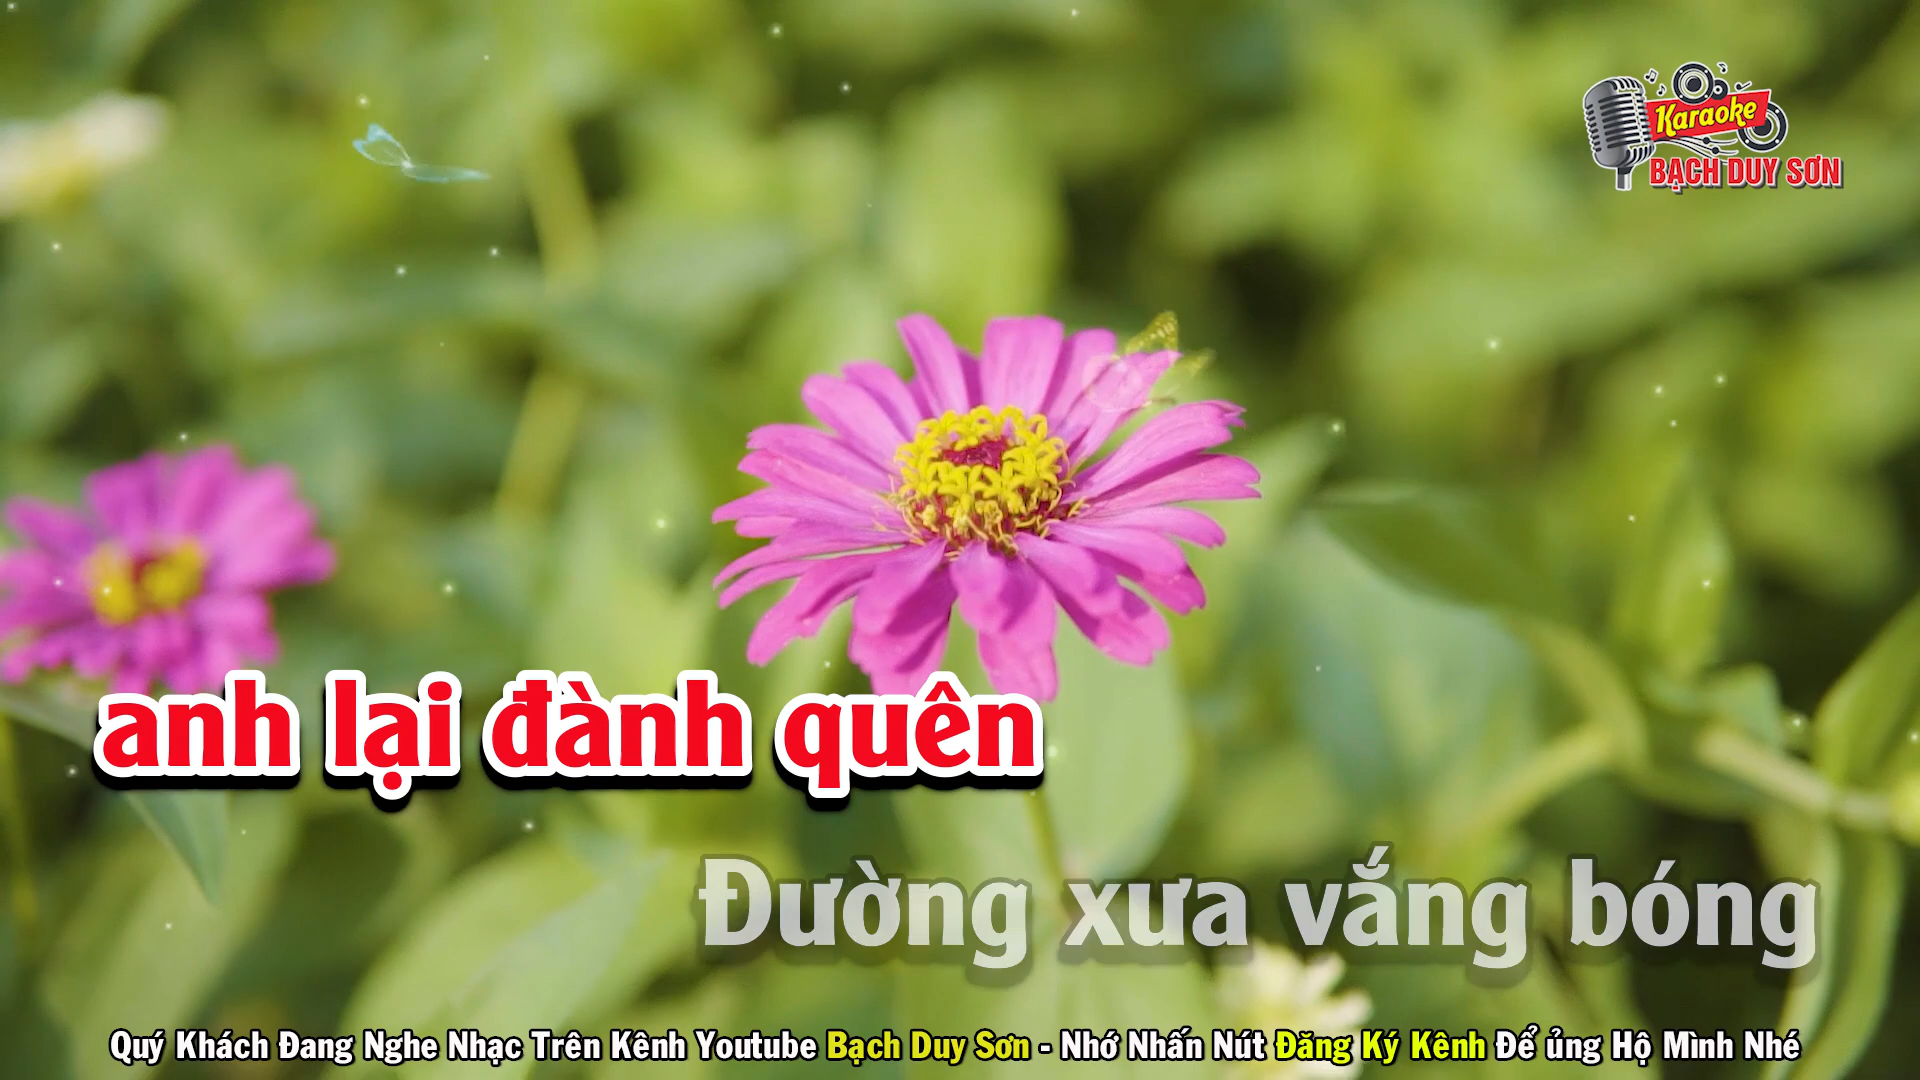 Karaoke
BẠCH DUY SƠN
anh lại đành quên
Đường xưa vắng bóng
Quý Khách Đang Nghe Nhạc Trên Kênh Youtube Bạch Duy Sơn - Nhớ Nhấn Nút Đăng Ký Kênh Để ủng Hộ Mình Nhé